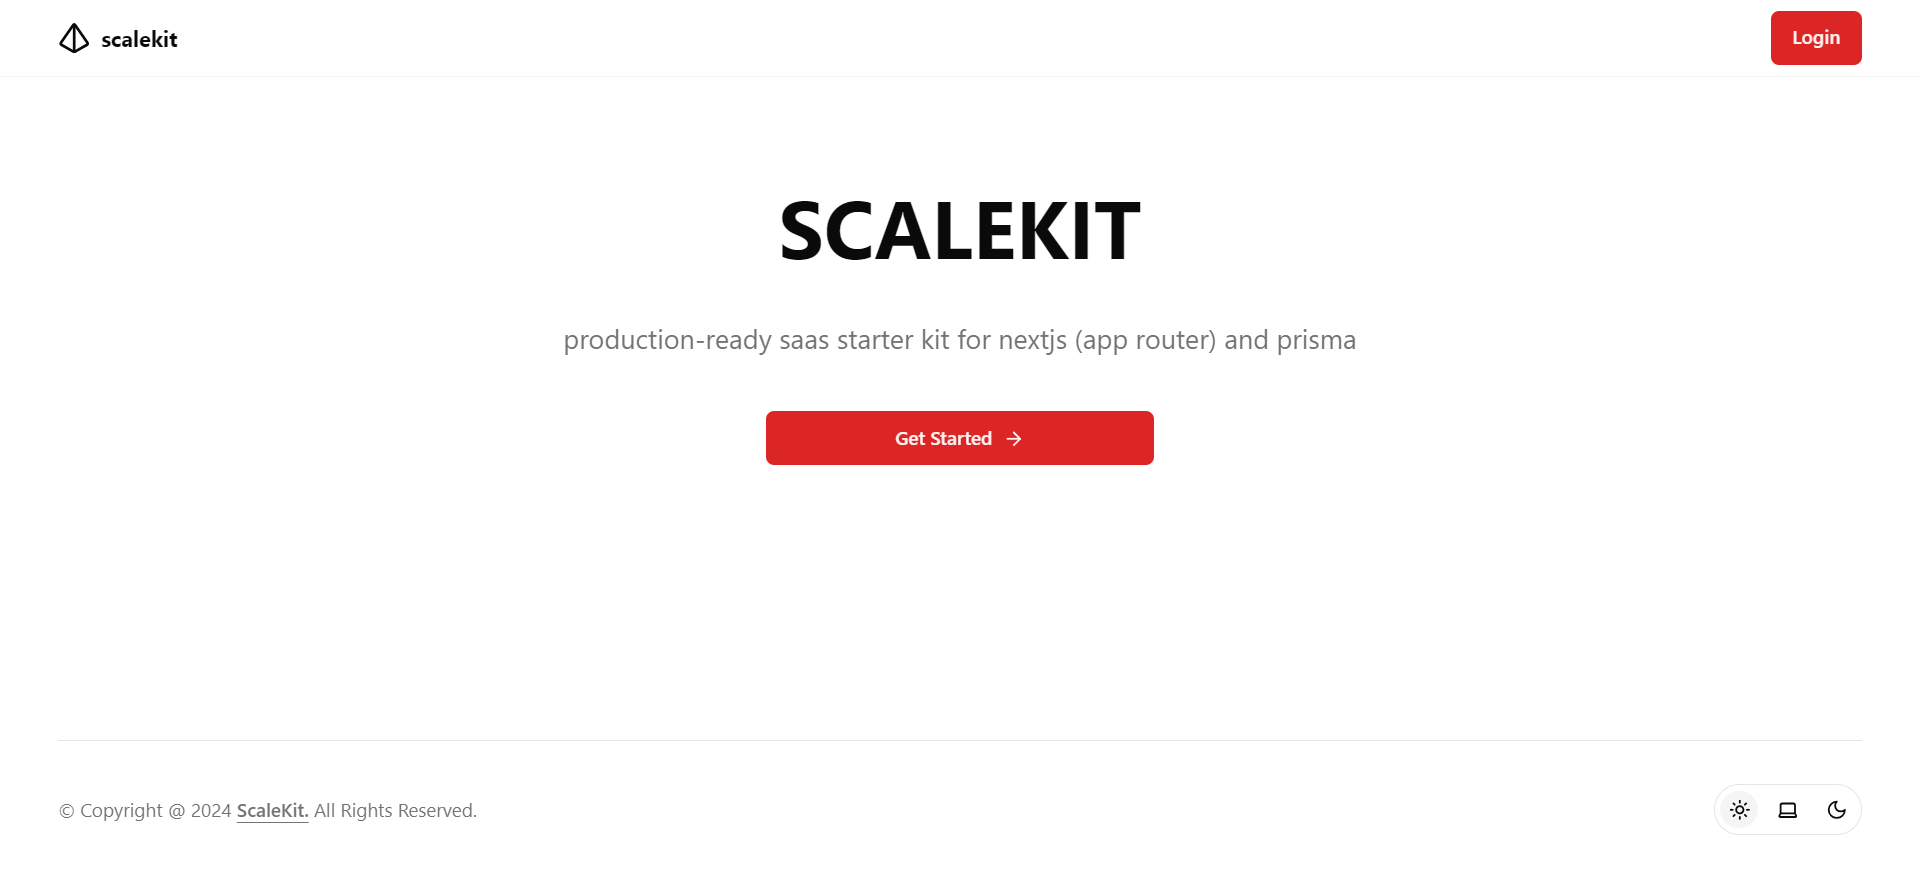 scalekit
Login
SCALEKIT
production-ready saas starter kit for nextjs (app router) and prisma
Get Started
© Copyright @ 2024 ScaleKit. All Rights Reserved.